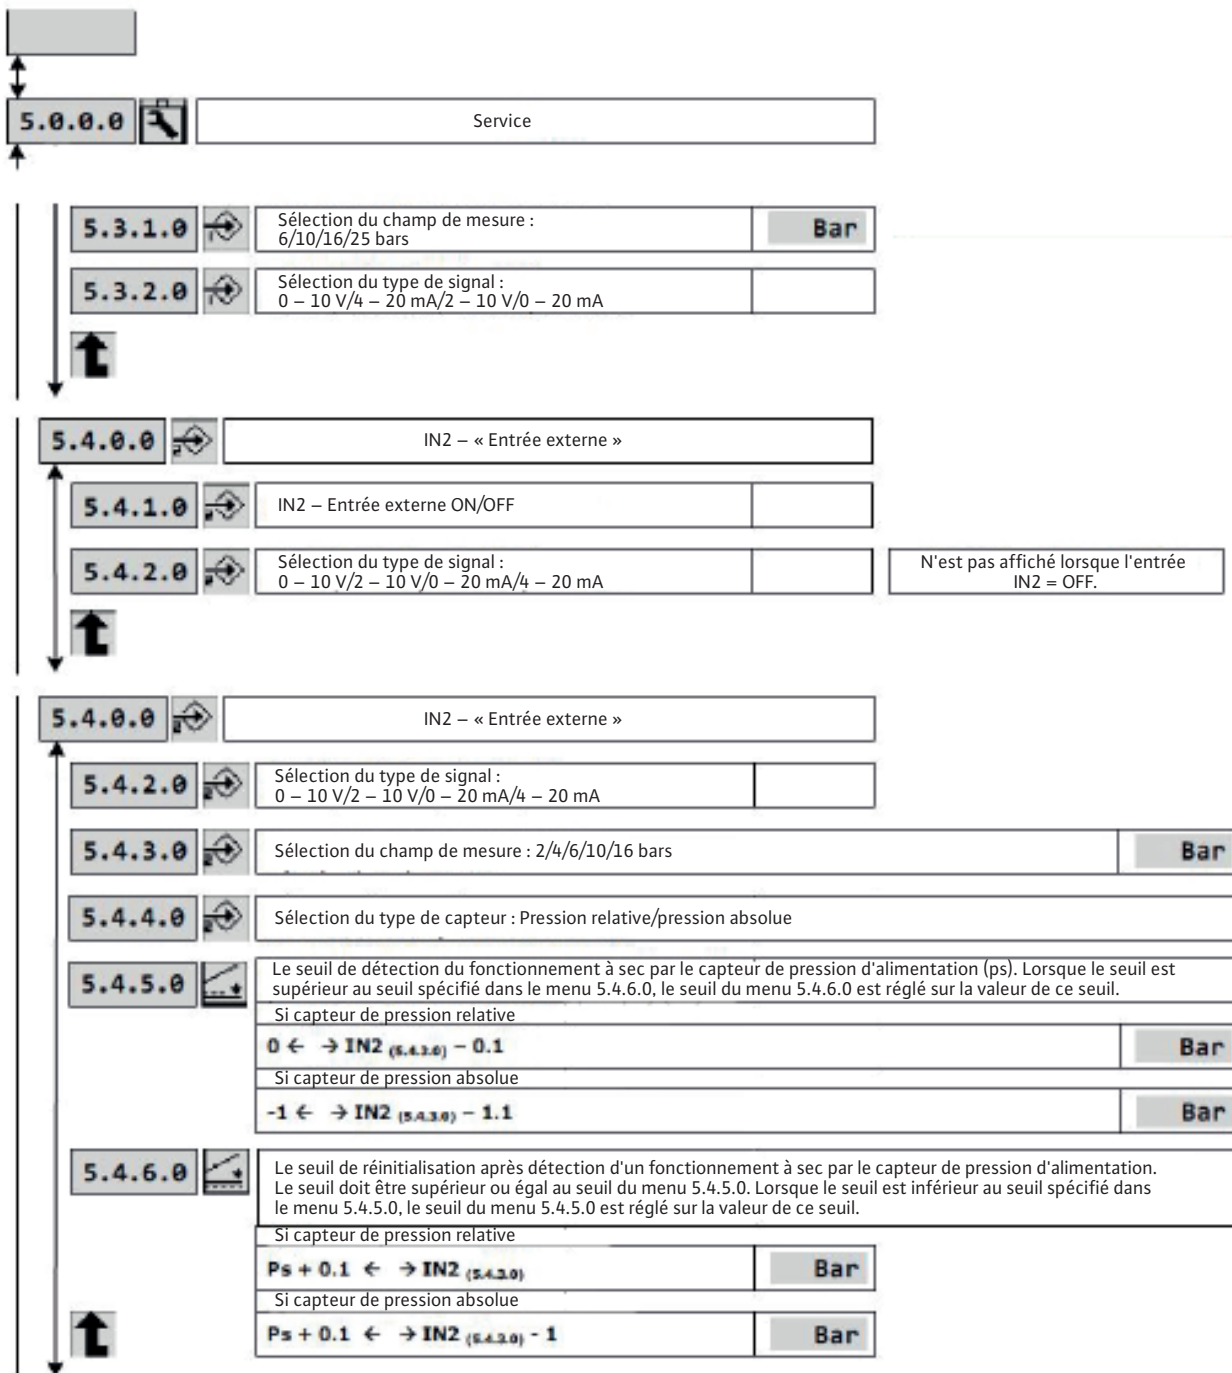 5.0.0.0
Service
5.3.1.0
Sélection du champ de mesure :
6/10/16/25 bars
Bar
5.3.2.0
Sélection du type de signal :
0 – 10 V/4 – 20 mA/2 – 10 V/0 – 20 mA
5.4.0.0
IN2 – « Entrée externe »
5.4.1.0
IN2 – Entrée externe ON/OFF
5.4.2.0
Sélection du type de signal :
0 – 10 V/2 – 10 V/0 – 20 mA/4 – 20 mA
N'est pas affiché lorsque l'entrée
IN2 = OFF.
5.4.0.0
IN2 – « Entrée externe »
5.4.2.0
Sélection du type de signal :
0 – 10 V/2 – 10 V/0 – 20 mA/4 – 20 mA
5.4.3.0
Sélection du champ de mesure : 2/4/6/10/16 bars
Bar
5.4.4.0
Sélection du type de capteur : Pression relative/pression absolue
5.4.5.0
Le seuil de détection du fonctionnement à sec par le capteur de pression d'alimentation (ps). Lorsque le seuil est
supérieur au seuil spécifié dans le menu 5.4.6.0, le seuil du menu 5.4.6.0 est réglé sur la valeur de ce seuil.
Si capteur de pression relative
0 ← → IN2 (5.4.3.0) – 0.1
Bar
Si capteur de pression absolue
-1 ← → IN2 (5.4.3.0) – 1.1
Bar
5.4.6.0
Le seuil de réinitialisation après détection d'un fonctionnement à sec par le capteur de pression d'alimentation.
Le seuil doit être supérieur ou égal au seuil du menu 5.4.5.0. Lorsque le seuil est inférieur au seuil spécifié dans
le menu 5.4.5.0, le seuil du menu 5.4.5.0 est réglé sur la valeur de ce seuil.
Si capteur de pression relative
Ps + 0.1 ← → IN2 (5.4.3.0)
Bar
Si capteur de pression absolue
Ps + 0.1 ← → IN2 (5.4.3.0) - 1
Bar